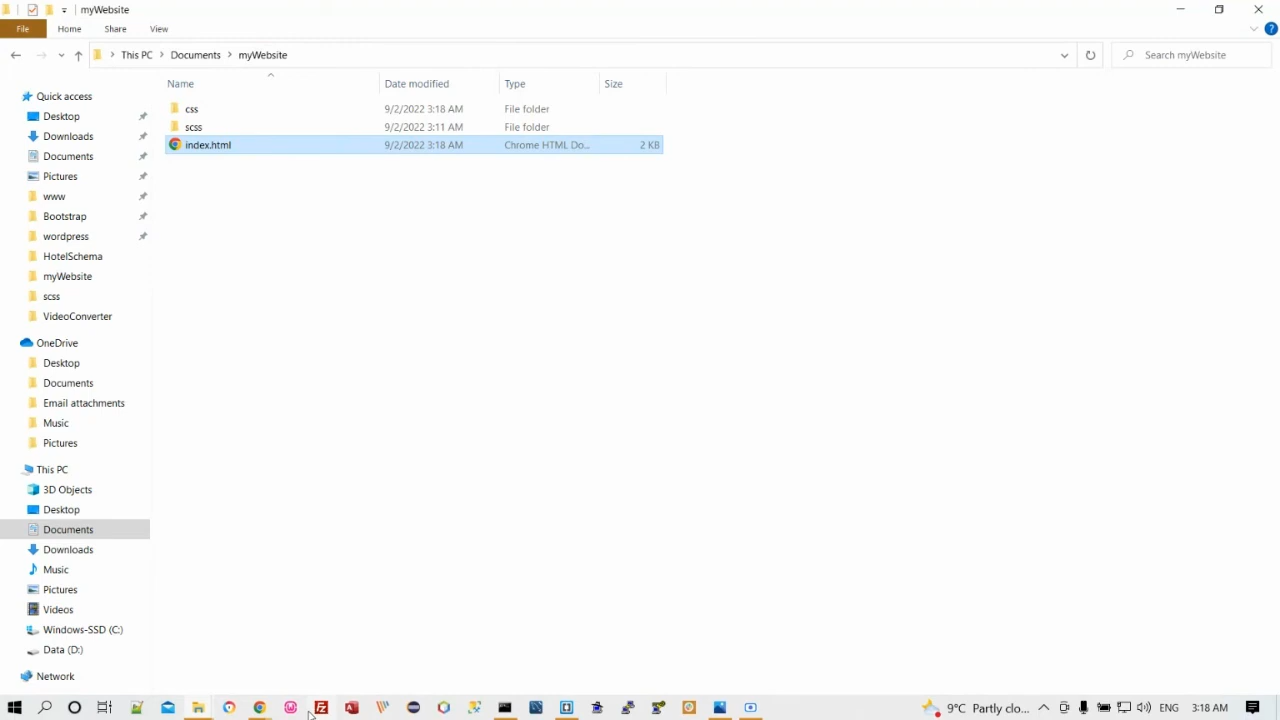 myWebsite
File Home Share View
This PC Documents myWebsite
Search myWebsite
Name Date modified Type Size
css 9/2/2022 3:18 AM File folder
scss 9/2/2022 3:11 AM File folder
index.html 9/2/2022 3:18 AM Chrome HTML Do... 2 KB
Quick access
Desktop
Downloads
Documents
Pictures
www
Bootstrap
wordpress
HotelSchema
myWebsite
scss
VideoConverter
OneDrive
Desktop
Documents
Email attachments
Music
Pictures
This PC
3D Objects
Desktop
Documents
Downloads
Music
Pictures
Videos
Windows-SSD (C:)
Data (D:)
Network
9°C Partly clo... ENG 3:18 AM